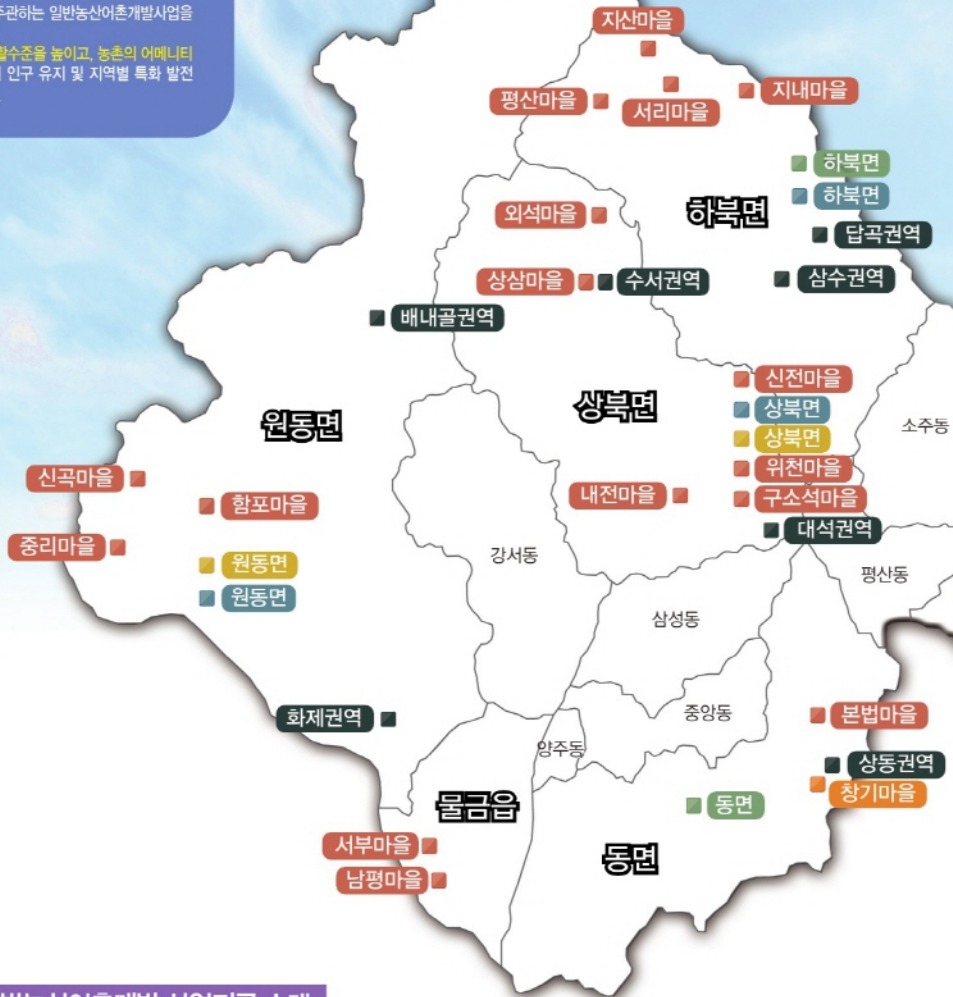 주관하는 일반농산어촌개발사업을
활수준을 높이고, 농촌의 어메니티
인구 유지 및 지역별 특화 발전
지산마을
평산마을
서리마을
지내마을
하북면
하북면
하북면
외석마을
답곡권역
상삼마을
수서권역
삼수권역
배내골권역
신전마을
상북면
상북면
상북면
원동면
소주동
위천마을
신곡마을
함포마을
내전마을
구소석마을
대석권역
중리마을
강서동
원동면
평산동
원동면
삼성동
화제권역
중앙동
본법마을
양주동
상동권역
창기마을
물금읍
동면
서부마을
동면
남평마을